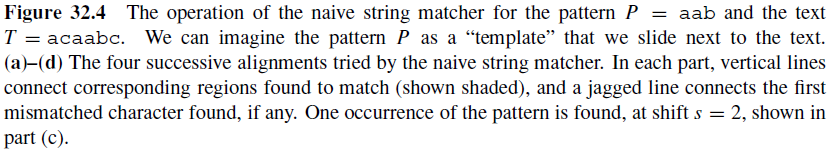 Figure 32.4 The operation of the naive string matcher for the pattern P = aab and the text
T = acaabc. We can imagine the pattern P as a “template” that we slide next to the text.
(a)–(d) The four successive alignments tried by the naive string matcher. In each part, vertical lines
connect corresponding regions found to match (shown shaded), and a jagged line connects the first
mismatched character found, if any. One occurrence of the pattern is found, at shift s = 2, shown in
part (c).